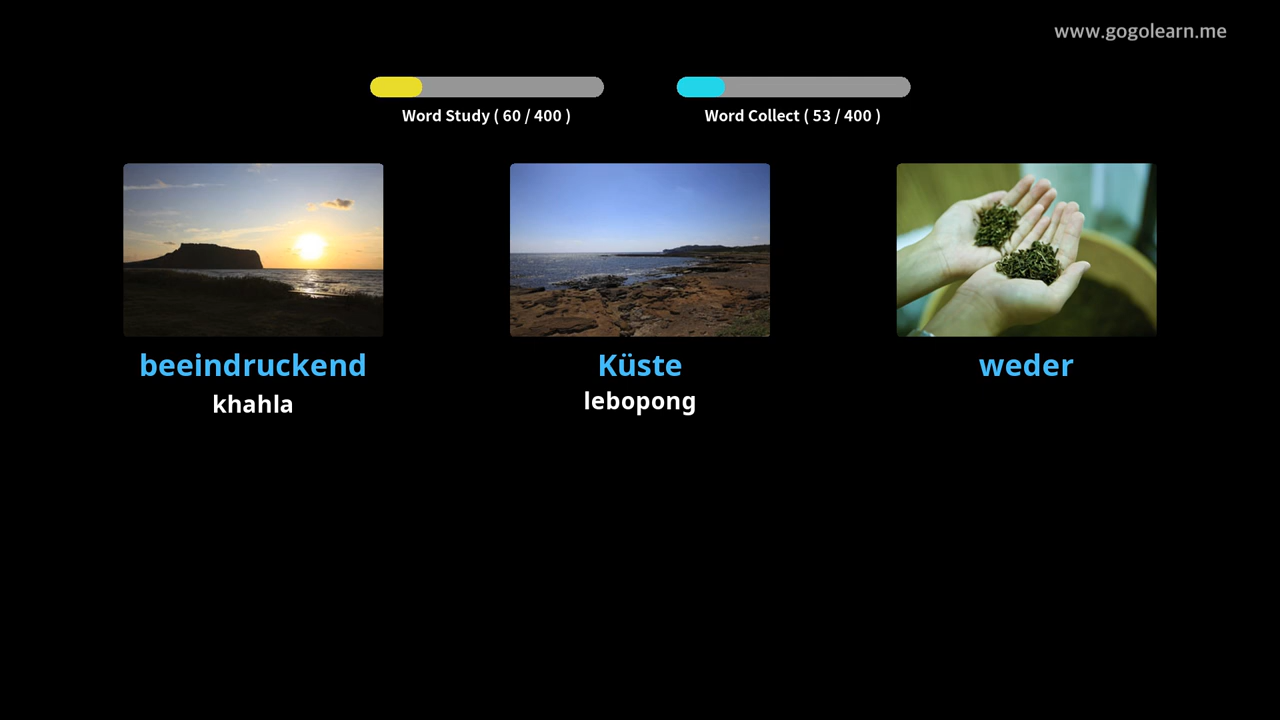 www.gogolearn.me
Word Study ( 60 / 400 )
Word Collect ( 53 / 400 )
beeindruckend
khahla
Küste
lebopong
weder